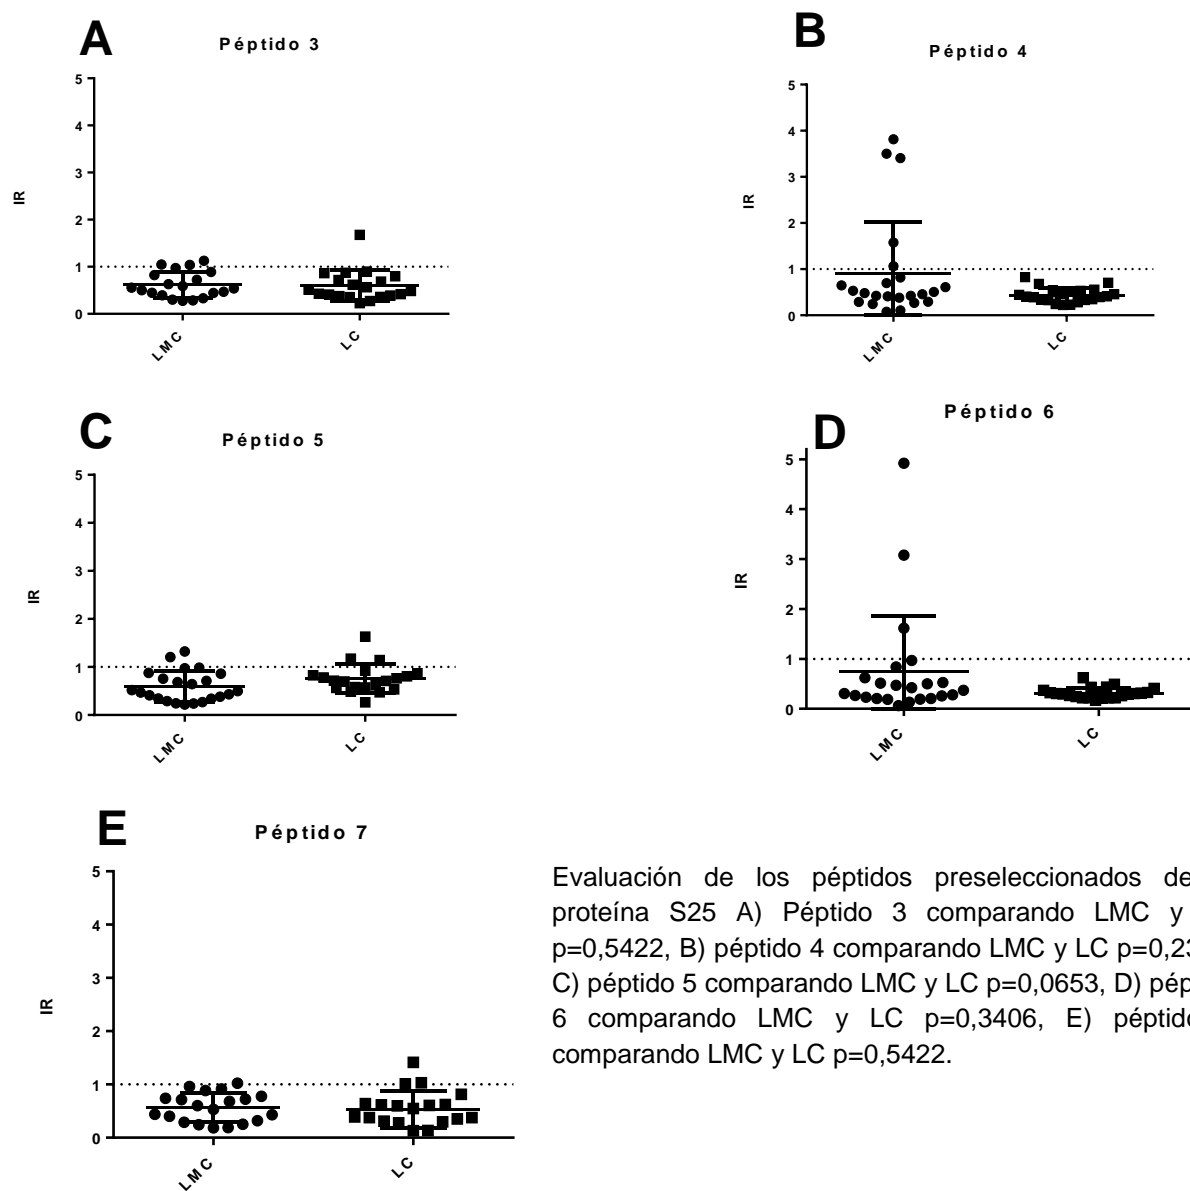 A
Péptido 3
5
4
3
2
1
0
IR
LMC
LC
B
Péptido 4
5
4
3
2
1
0
IR
LMC
LC
C
Péptido 5
5
4
3
2
1
0
IR
LMC
LC
D
Péptido 6
5
4
3
2
1
0
IR
LMC
LC
E
Péptido 7
5
4
3
2
1
0
IR
LMC
LC
Evaluación de los péptidos preseleccionados de
proteína S25 A) Péptido 3 comparando LMC y
p=0,5422, B) péptido 4 comparando LMC y LC p=0,23
C) péptido 5 comparando LMC y LC p=0,0653, D) pép
6 comparando LMC y LC p=0,3406, E) péptido
comparando LMC y LC p=0,5422.